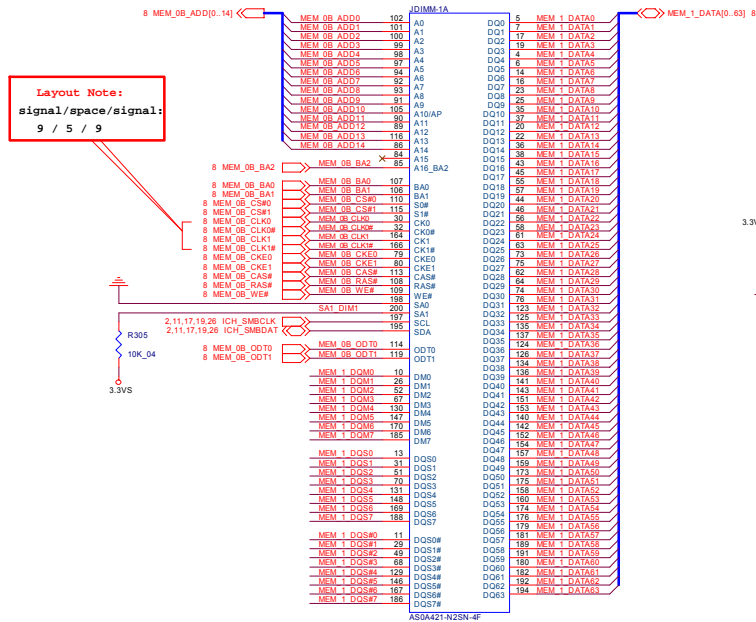 JDIMM-1A
8 MEM_0B_ADD[0..14]
MEM_1_DATA[0..63] 8
MEM_0B_ADD0 102 A0 DQ0 5 MEM_1_DATA0
MEM_0B_ADD1 101 A1 DQ1 7 MEM_1_DATA1
MEM_0B_ADD2 100 A2 DQ2 17 MEM_1_DATA2
MEM_0B_ADD3 99 A3 DQ3 19 MEM_1_DATA3
MEM_0B_ADD4 98 A4 DQ4 4 MEM_1_DATA4
MEM_0B_ADD5 97 A5 DQ5 6 MEM_1_DATA5
MEM_0B_ADD6 94 A6 DQ6 14 MEM_1_DATA6
MEM_0B_ADD7 92 A7 DQ7 16 MEM_1_DATA7
MEM_0B_ADD8 93 A8 DQ8 23 MEM_1_DATA8
MEM_0B_ADD9 91 A9 DQ9 25 MEM_1_DATA9
MEM_0B_ADD10 105 A10/AP DQ10 35 MEM_1_DATA10
MEM_0B_ADD11 90 A11 DQ11 37 MEM_1_DATA11
MEM_0B_ADD12 89 A12 DQ12 20 MEM_1_DATA12
MEM_0B_ADD13 116 A13 DQ13 22 MEM_1_DATA13
MEM_0B_ADD14 86 A14 DQ14 36 MEM_1_DATA14
84 A15 DQ15 38 MEM_1_DATA15
8 MEM_0B_BA2 MEM_0B_BA2 85 A16_BA2 DQ16 43 MEM_1_DATA16
DQ17 45 MEM_1_DATA17
8 MEM_0B_BA0 MEM_0B_BA0 107 BA0 DQ18 55 MEM_1_DATA18
8 MEM_0B_BA1 MEM_0B_BA1 106 BA1 DQ19 57 MEM_1_DATA19
8 MEM_0B_CS#0 MEM_0B_CS#0 110 S0# DQ20 44 MEM_1_DATA20
8 MEM_0B_CS#1 MEM_0B_CS#1 115 S1# DQ21 46 MEM_1_DATA21
8 MEM_0B_CLK0 MEM_0B_CLK0 30 CK0 DQ22 56 MEM_1_DATA22
8 MEM_0B_CLK0# MEM_0B_CLK0# 32 CK0# DQ23 58 MEM_1_DATA23
8 MEM_0B_CLK1 MEM_0B_CLK1 164 CK1 DQ24 61 MEM_1_DATA24
8 MEM_0B_CLK1# MEM_0B_CLK1# 166 CK1# DQ25 63 MEM_1_DATA25
8 MEM_0B_CKE0 MEM_0B_CKE0 79 CKE0 DQ26 73 MEM_1_DATA26
8 MEM_0B_CKE1 MEM_0B_CKE1 80 CKE1 DQ27 75 MEM_1_DATA27
8 MEM_0B_CAS# MEM_0B_CAS# 113 CAS# DQ28 62 MEM_1_DATA28
8 MEM_0B_RAS# MEM_0B_RAS# 108 RAS# DQ29 64 MEM_1_DATA29
8 MEM_0B_WE# MEM_0B_WE# 109 WE# DQ30 74 MEM_1_DATA30
198 SA0 DQ31 76 MEM_1_DATA31
SA1_DIM1 200 SA1 DQ32 123 MEM_1_DATA32
2,11,17,19,26 ICH_SMBCLK 197 SCL DQ33 125 MEM_1_DATA33
2,11,17,19,26 ICH_SMBDAT 195 SDA DQ34 135 MEM_1_DATA34
DQ35 137 MEM_1_DATA35
8 MEM_0B_ODT0 MEM_0B_ODT0 114 ODT0 DQ36 124 MEM_1_DATA36
8 MEM_0B_ODT1 MEM_0B_ODT1 119 ODT1 DQ37 126 MEM_1_DATA37
DQ38 134 MEM_1_DATA38
MEM_1_DQM0 10 DM0 DQ39 136 MEM_1_DATA39
MEM_1_DQM1 26 DM1 DQ40 141 MEM_1_DATA40
MEM_1_DQM2 52 DM2 DQ41 143 MEM_1_DATA41
MEM_1_DQM3 67 DM3 DQ42 151 MEM_1_DATA42
MEM_1_DQM4 130 DM4 DQ43 153 MEM_1_DATA43
MEM_1_DQM5 147 DM5 DQ44 140 MEM_1_DATA44
MEM_1_DQM6 170 DM6 DQ45 142 MEM_1_DATA45
MEM_1_DQM7 185 DM7 DQ46 152 MEM_1_DATA46
DQ47 154 MEM_1_DATA47
MEM_1_DQS0 13 DQS0 DQ48 157 MEM_1_DATA48
MEM_1_DQS1 31 DQS1 DQ49 159 MEM_1_DATA49
MEM_1_DQS2 51 DQS2 DQ50 173 MEM_1_DATA50
MEM_1_DQS3 70 DQS3 DQ51 175 MEM_1_DATA51
MEM_1_DQS4 131 DQS4 DQ52 158 MEM_1_DATA52
MEM_1_DQS5 148 DQS5 DQ53 160 MEM_1_DATA53
MEM_1_DQS6 169 DQS6 DQ54 174 MEM_1_DATA54
MEM_1_DQS7 188 DQS7 DQ55 176 MEM_1_DATA55
DQ56 179 MEM_1_DATA56
MEM_1_DQS#0 11 DQS0# DQ57 181 MEM_1_DATA57
MEM_1_DQS#1 29 DQS1# DQ58 189 MEM_1_DATA58
MEM_1_DQS#2 49 DQS2# DQ59 191 MEM_1_DATA59
MEM_1_DQS#3 68 DQS3# DQ60 180 MEM_1_DATA60
MEM_1_DQS#4 129 DQS4# DQ61 182 MEM_1_DATA61
MEM_1_DQS#5 146 DQS5# DQ62 192 MEM_1_DATA62
MEM_1_DQS#6 167 DQS6# DQ63 194 MEM_1_DATA63
MEM_1_DQS#7 186 DQS7#
AS0A421-N2SN-4F
Layout Note:
signal/space/signal:
9 / 5 / 9
R305
10K_04
3.3VS
3.3V